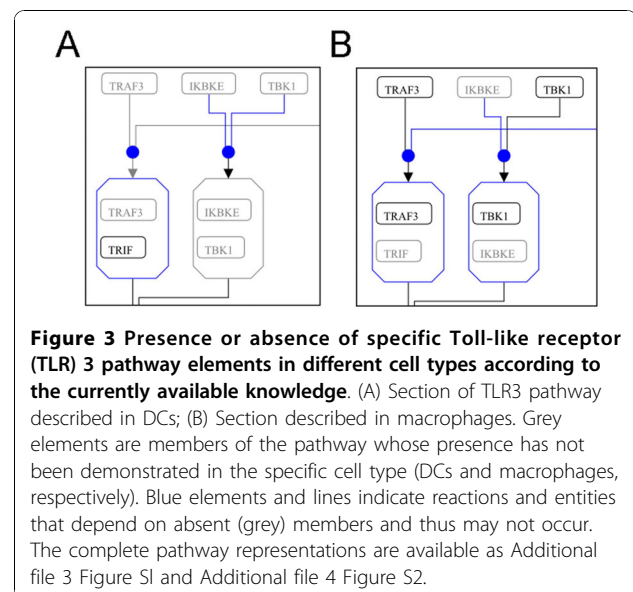 A
B
TRAF3 IKBKE TBK1
TRAF3 IKBKE TBK1
TRAF3 IKBKE
TRIF TBK1
TRAF3 TBK1
TRIF IKBKE
Figure 3 Presence or absence of specific Toll-like receptor
(TLR) 3 pathway elements in different cell types according to
the currently available knowledge. (A) Section of TLR3 pathway
described in DCs; (B) Section described in macrophages. Grey
elements are members of the pathway whose presence has not
been demonstrated in the specific cell type (DCs and macrophages,
respectively). Blue elements and lines indicate reactions and entities
that depend on absent (grey) members and thus may not occur.
The complete pathway representations are available as Additional
file 3 Figure Sl and Additional file 4 Figure S2.